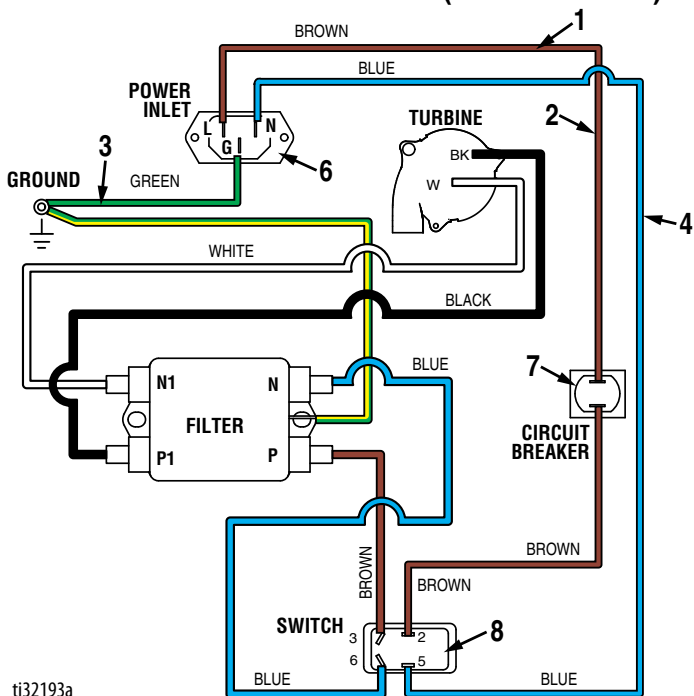 1
BROWN
BLUE
POWER
INLET
L
N
G
TURBINE
BK
W
2
3
6
GROUND
GREEN
4
WHITE
BLACK
BLUE
7
N1
N
FILTER
P1
P
CIRCUIT
BREAKER
BROWN
BROWN
BROWN
SWITCH
3
2
6
5
8
BLUE
BLUE
ti32193a